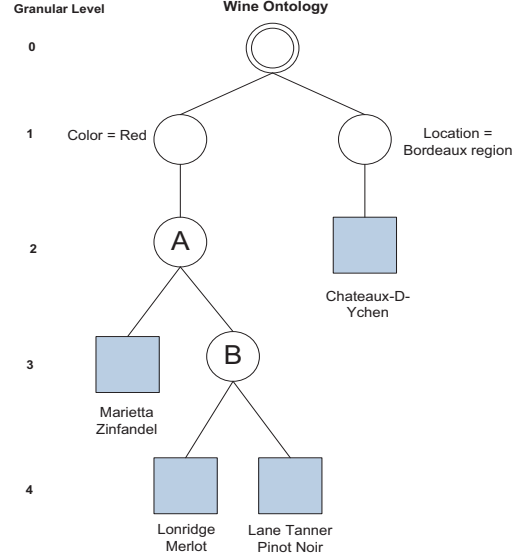 Granular Level
Wine Ontology
0
1
Color = Red
Location =
Bordeaux region
2
A
Chateaux-D-
Ychen
3
B
Marietta
Zinfandel
4
Lonridge
Merlot
Lane Tanner
Pinot Noir